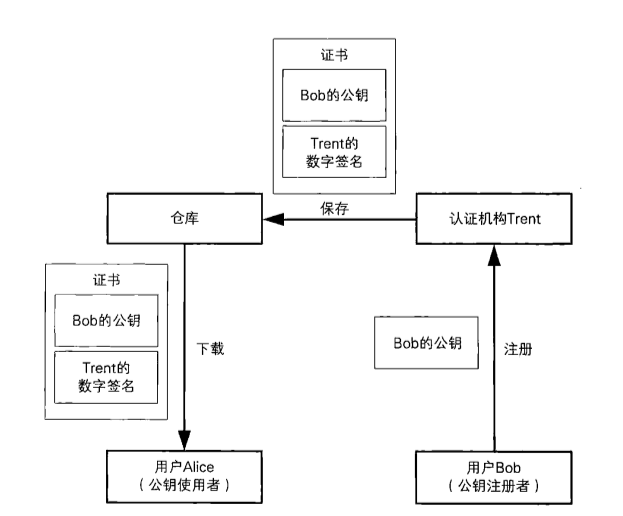 证书
Bob的公钥
Trent的
数字签名
保存
仓库
认证机构Trent
证书
Bob的公钥
Trent的
数字签名
下载
Bob的公钥
注册
用户Alice
（公钥使用者）
用户Bob
（公钥注册者）